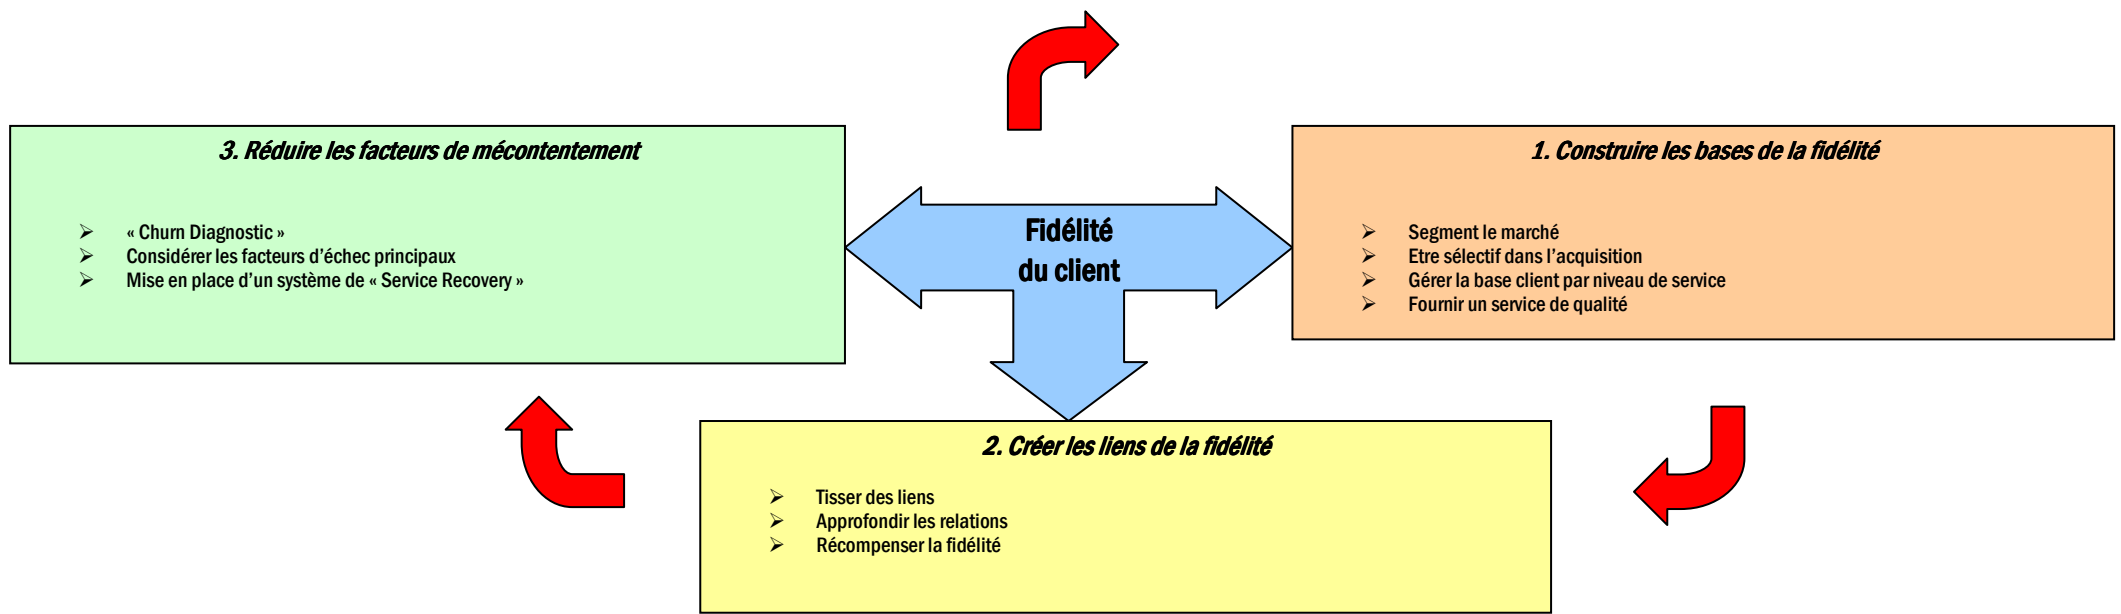 3. Réduire les facteurs de mécontentement
« Churn Diagnostic »
Considérer les facteurs d’échec principaux
Mise en place d’un système de « Service Recovery »
Fidélité
du client
1. Construire les bases de la fidélité
Segment le marché
Etre sélectif dans l’acquisition
Gérer la base client par niveau de service
Fournir un service de qualité
2. Créer les liens de la fidélité
Tisser des liens
Approfondir les relations
Récompenser la fidélité